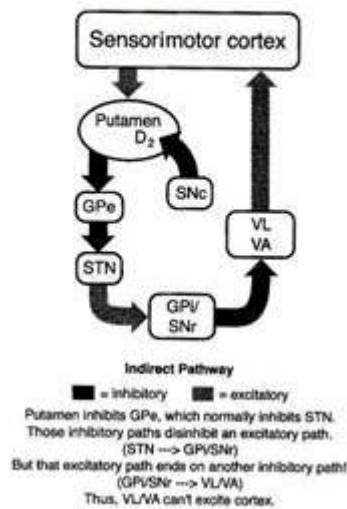 Sensorimotor cortex
Putamen
D2
SNc
GPe
STN
GPi/
SNr
VL
VA
Indirect Pathway
= inhibitory
= excitatory
Putamen inhibits GPe, which normally inhibits STN.
Those inhibitory paths disinhibit an excitatory path.
(STN ---> GPi/SNr)
But that excitatory path ends on another inhibitory path!
(GPi/SNr ---> VL/VA)
Thus, VL/VA can't excite cortex.